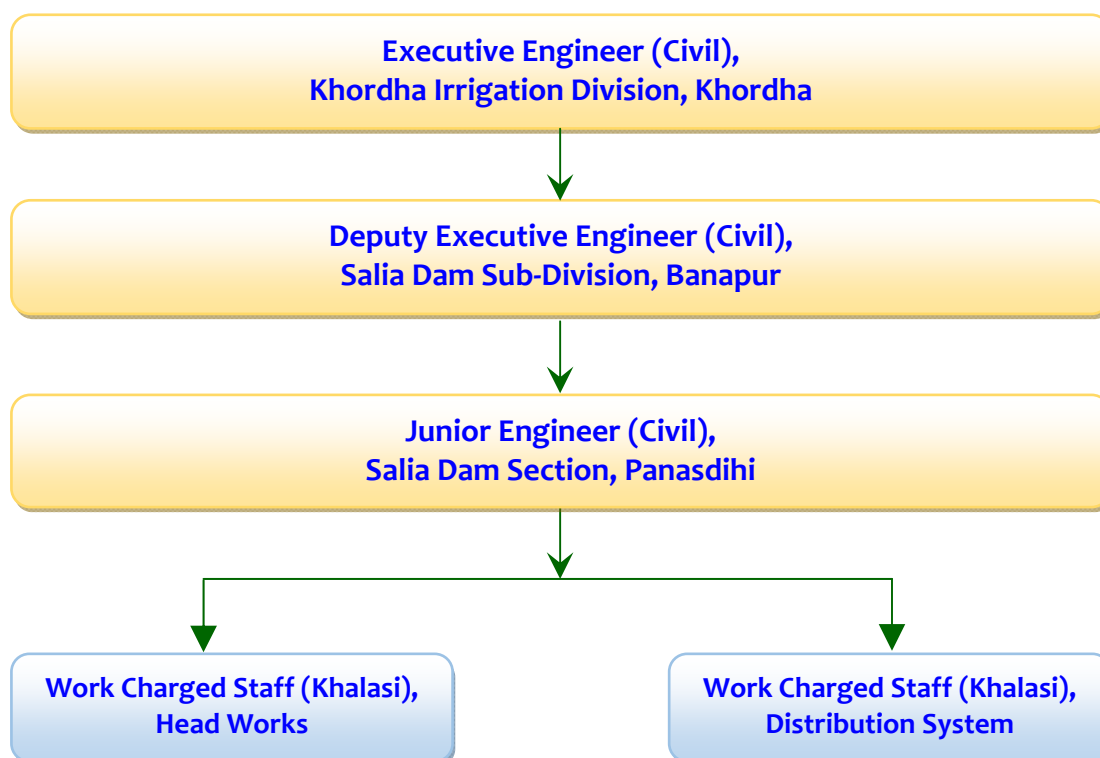 Executive Engineer (Civil),
Khordha Irrigation Division, Khordha
Deputy Executive Engineer (Civil),
Salia Dam Sub-Division, Banapur
Junior Engineer (Civil),
Salia Dam Section, Panasdihi
Work Charged Staff (Khalasi),
Head Works
Work Charged Staff (Khalasi),
Distribution System